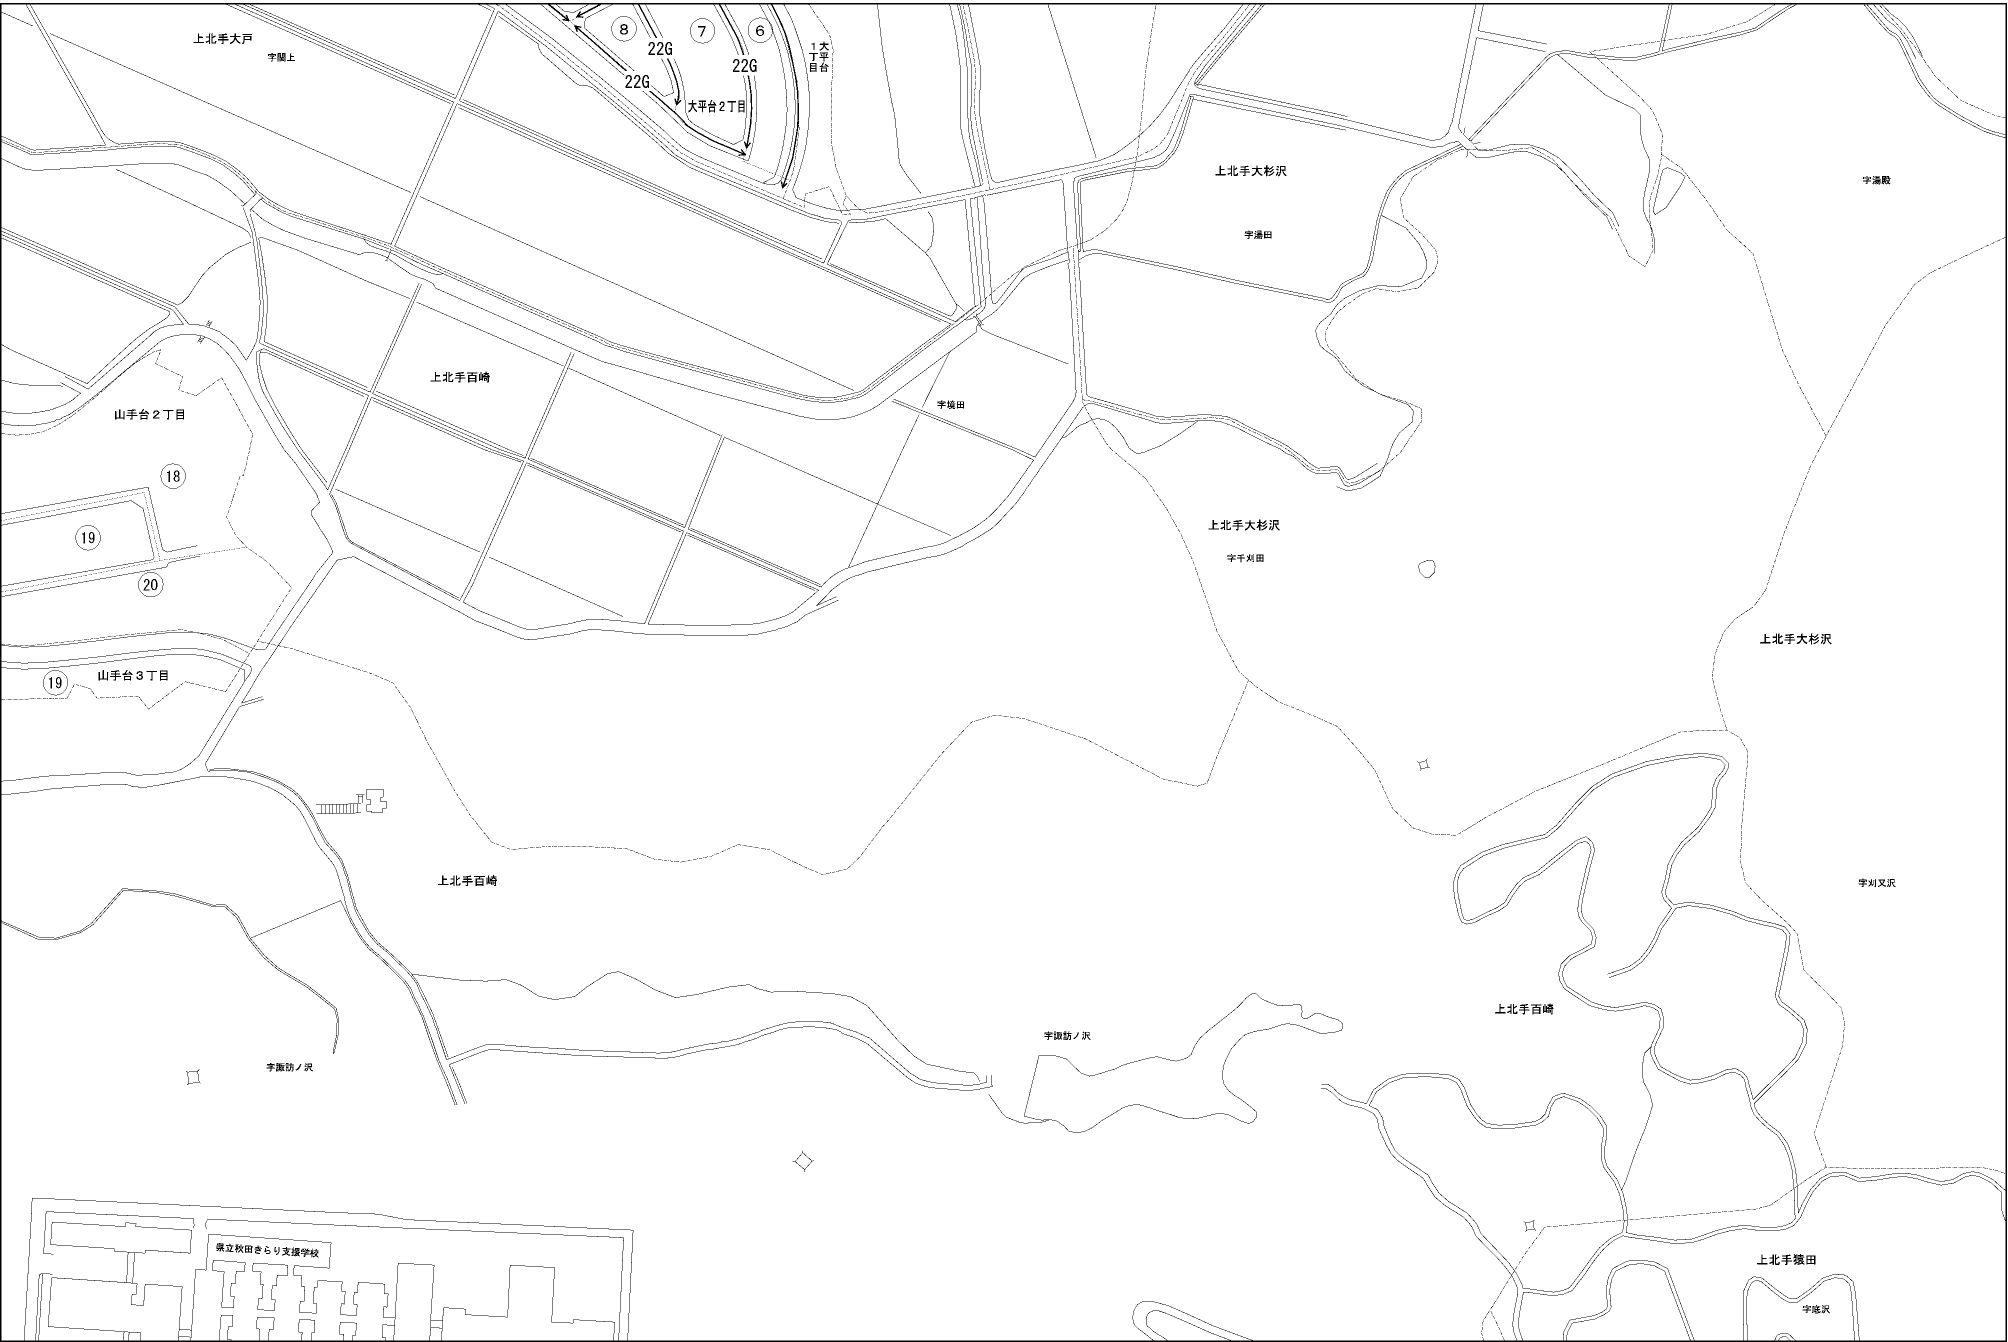 上北手大戸
字関上
8
7
6
22G
22G
22G
大平台
1丁目
大平台2丁目
上北手大杉沢
字湯殿
字湯田
上北手百崎
字境田
山手台2丁目
18
19
20
上北手大杉沢
字千刈田
上北手大杉沢
山手台3丁目
19
上北手百崎
字刈又沢
上北手百崎
字諏訪ノ沢
字諏訪ノ沢
県立秋田きらり支援学校
上北手猿田
字底沢